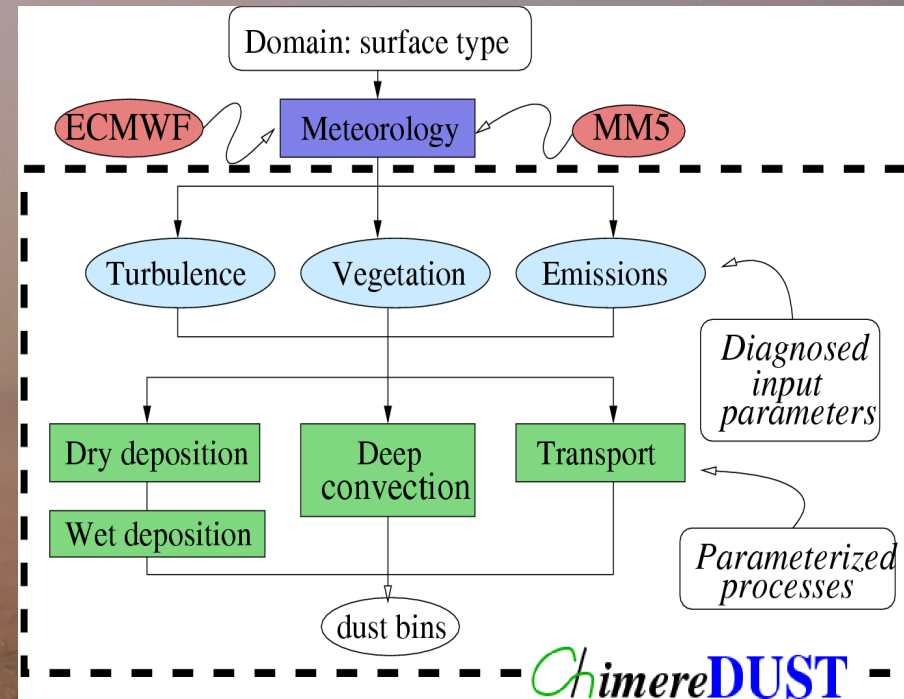 Domain: surface type
ECMWF
Meteorology
MM5
Turbulence
Vegetation
Emissions
Diagnosed
input
parameters
Dry deposition
Deep
convection
Transport
Wet deposition
Parameterized
processes
dust bins
ChimereDUST